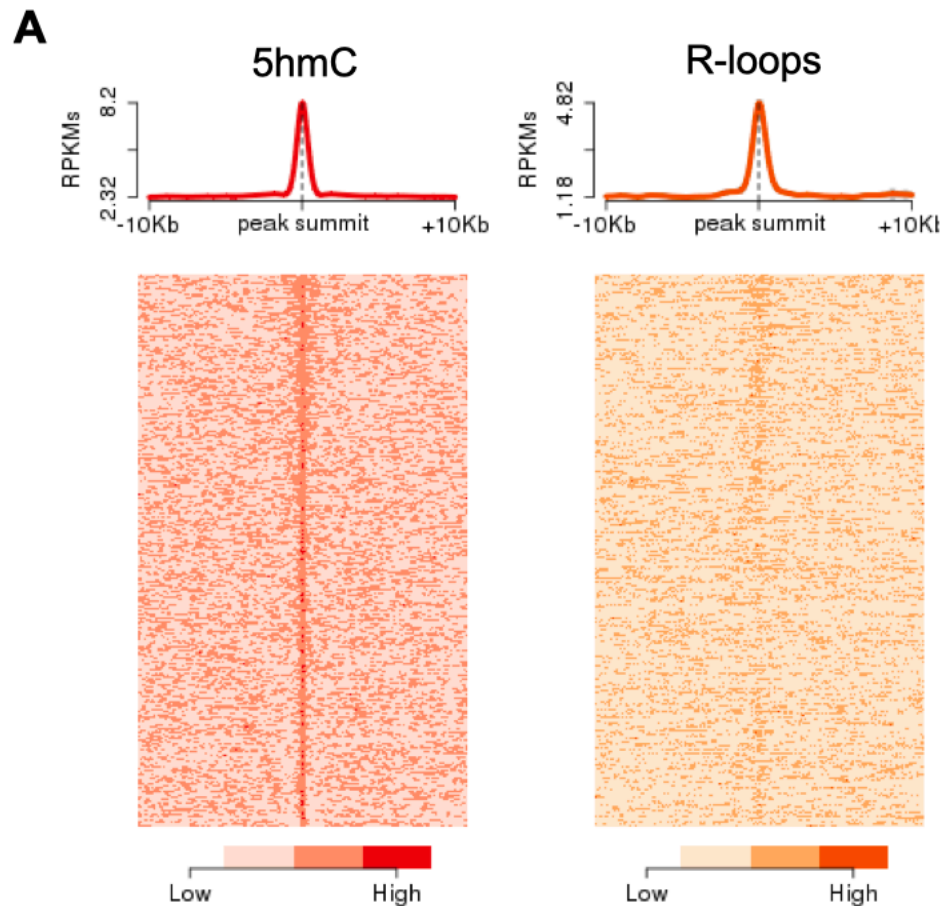 A
5hmC
R-loops
RPKMs
8.2
2.32
-10Kb
peak summit
+10Kb
RPKMs
4.82
1.18
-10Kb
peak summit
+10Kb
Low
High
Low
High